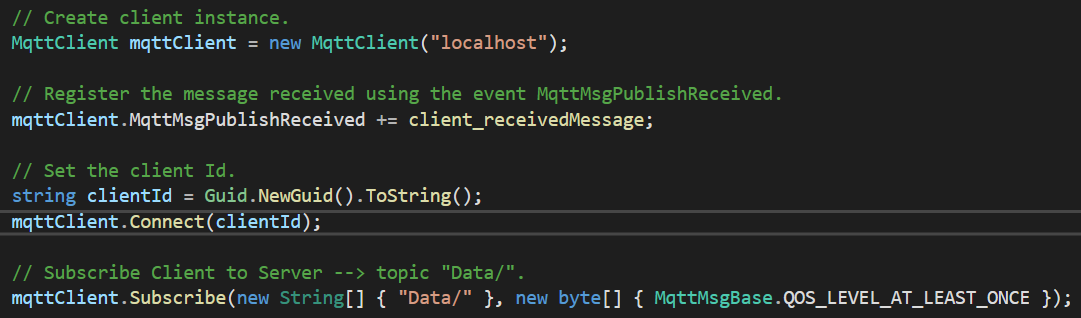 // Create client instance.
MqttClient mqttClient = new MqttClient("localhost");
// Register the message received using the event MqttMsgPublishReceived.
mqttClient.MqttMsgPublishReceived += client_receivedMessage;
// Set the client Id.
string clientId = Guid.NewGuid().ToString();
mqttClient.Connect(clientId);
// Subscribe Client to Server --> topic "Data/".
mqttClient.Subscribe(new String[] { "Data/" }, new byte[] { MqttMsgBase.QOS_LEVEL_AT_LEAST_ONCE });